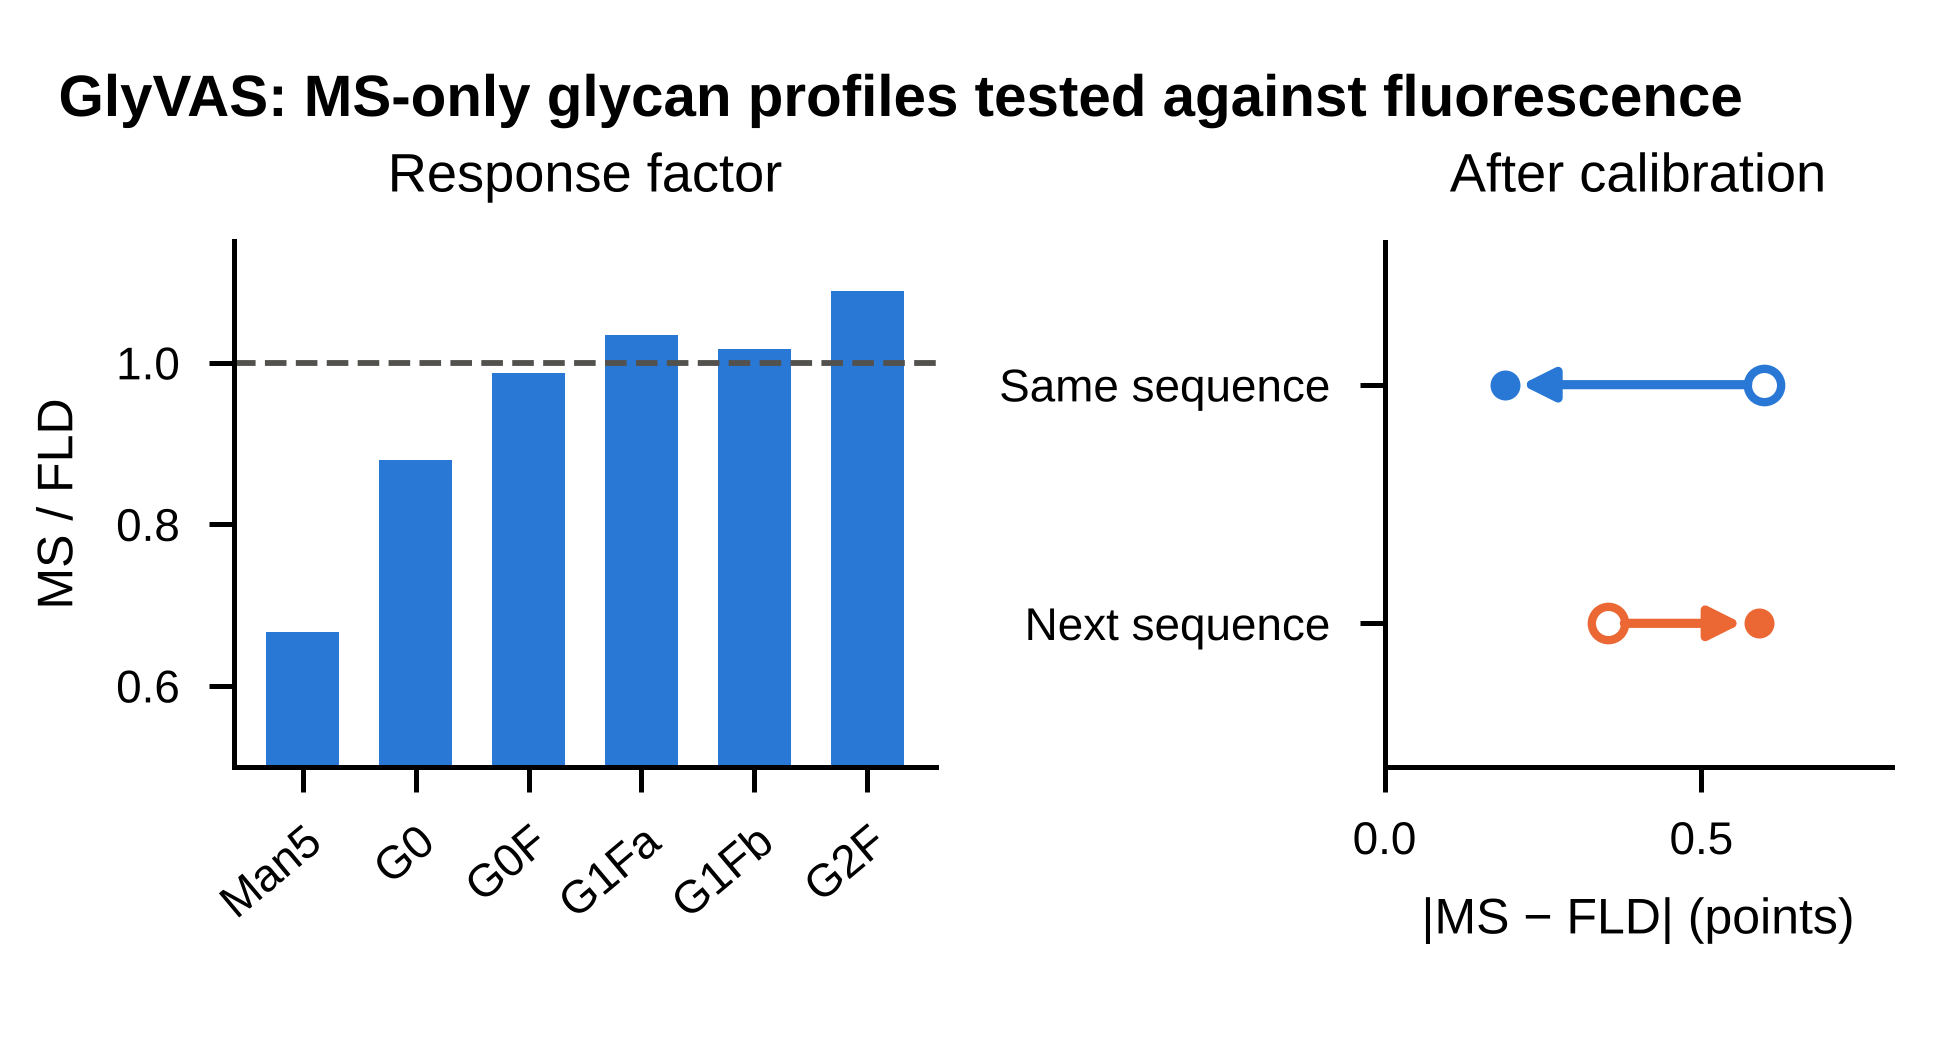 GlyVAS: MS-only glycan profiles tested against fluorescence
Response factor
MS / FLD
1.0
0.8
0.6
Man5
G0
G0F
G1Fa
G1Fb
G2F
After calibration
Same sequence
Next sequence
0.0
0.5
|MS − FLD| (points)